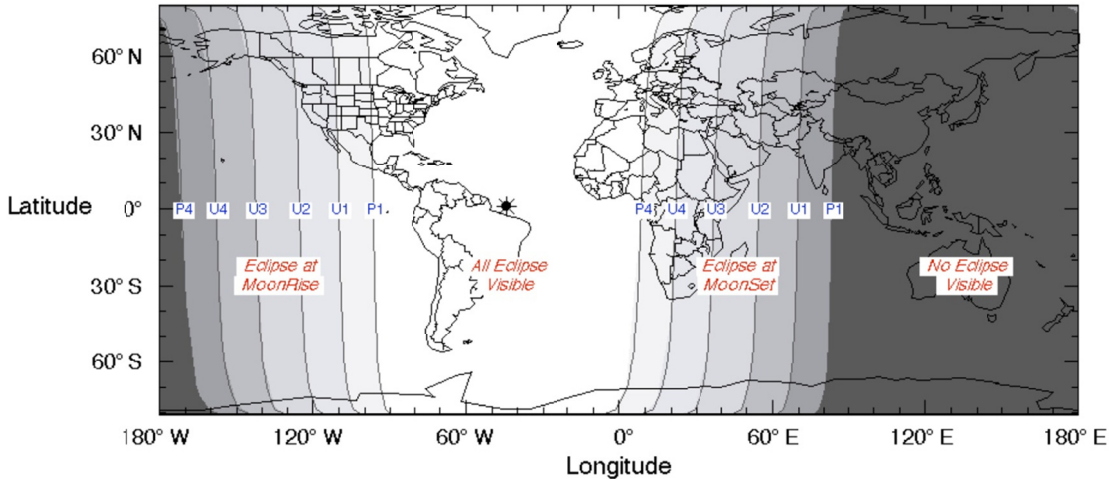 60° N
30° N
Latitude 0°
P4 U4 U3 U2 U1 P1 P4 U4 U3 U2 U1 P1
Eclipse at
MoonRise
All Eclipse
Visible
Eclipse at
MoonSet
No Eclipse
Visible
30° S
60° S
180° W 120° W 60° W 0° 60° E 120° E 180° E
Longitude